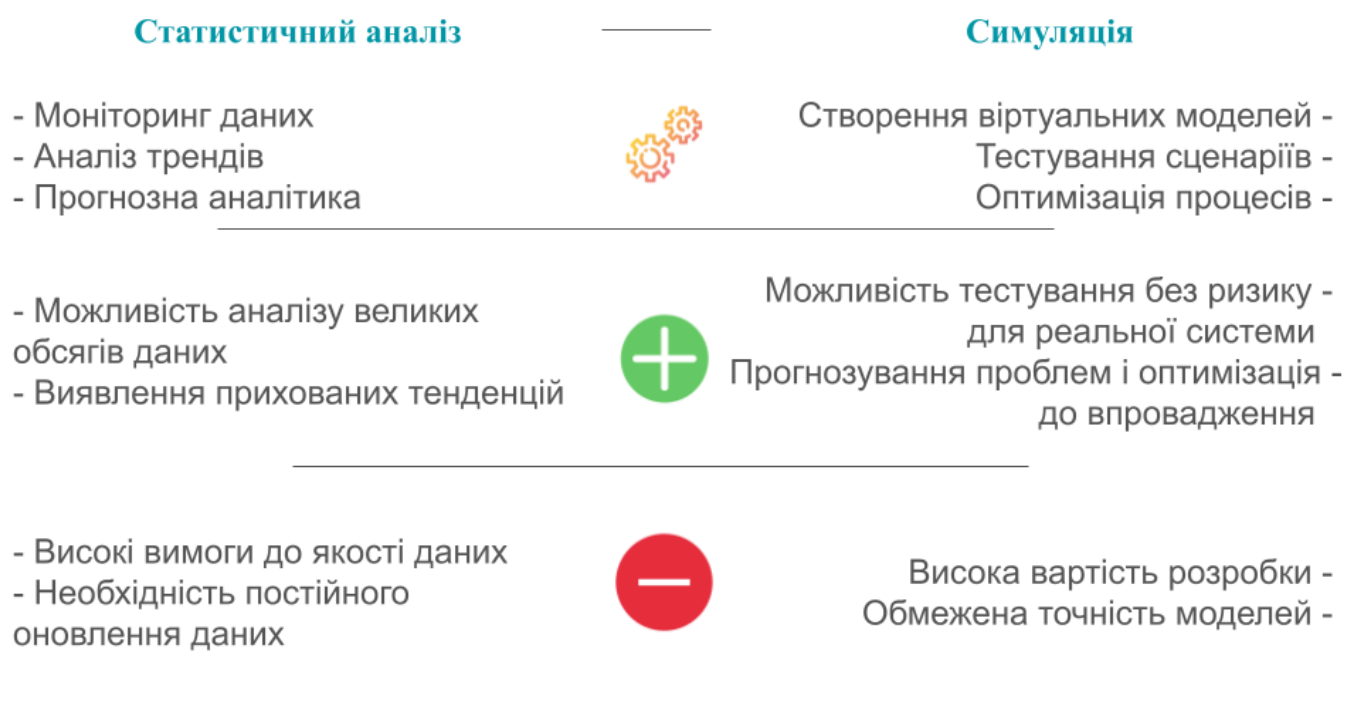 Статистичний аналіз
Симуляція
- Моніторинг даних
- Аналіз трендів
- Прогнозна аналітика
Створення віртуальних моделей -
Тестування сценаріїв -
Оптимізація процесів -
- Можливість аналізу великих
обсягів даних
- Виявлення прихованих тенденцій
Можливість тестування без ризику -
для реальної системи
Прогнозування проблем і оптимізація -
до впровадження
- Високі вимоги до якості даних
- Необхідність постійного
оновлення даних
Висока вартість розробки -
Обмежена точність моделей -